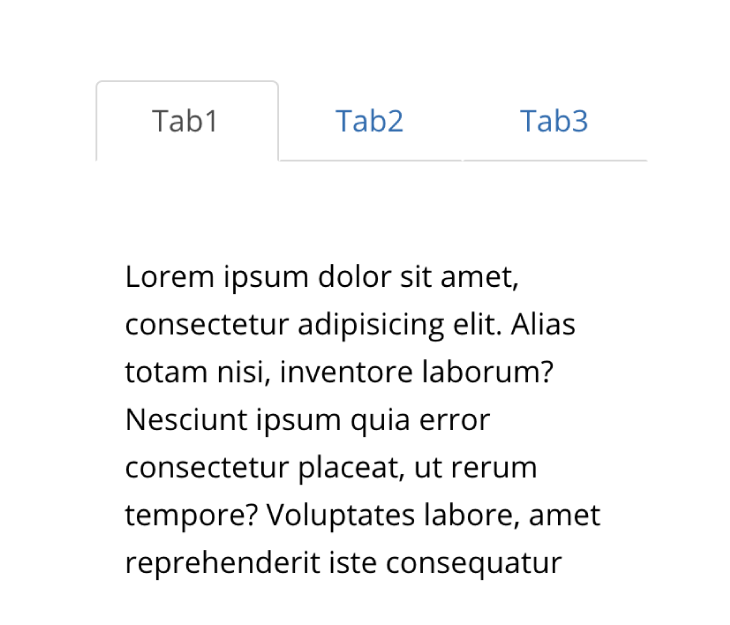 Tab1 Tab2 Tab3
Lorem ipsum dolor sit amet,
consectetur adipisicing elit. Alias
totam nisi, inventore laborum?
Nesciunt ipsum quia error
consectetur placeat, ut rerum
tempore? Voluptates labore, amet
reprehenderit iste consequatur